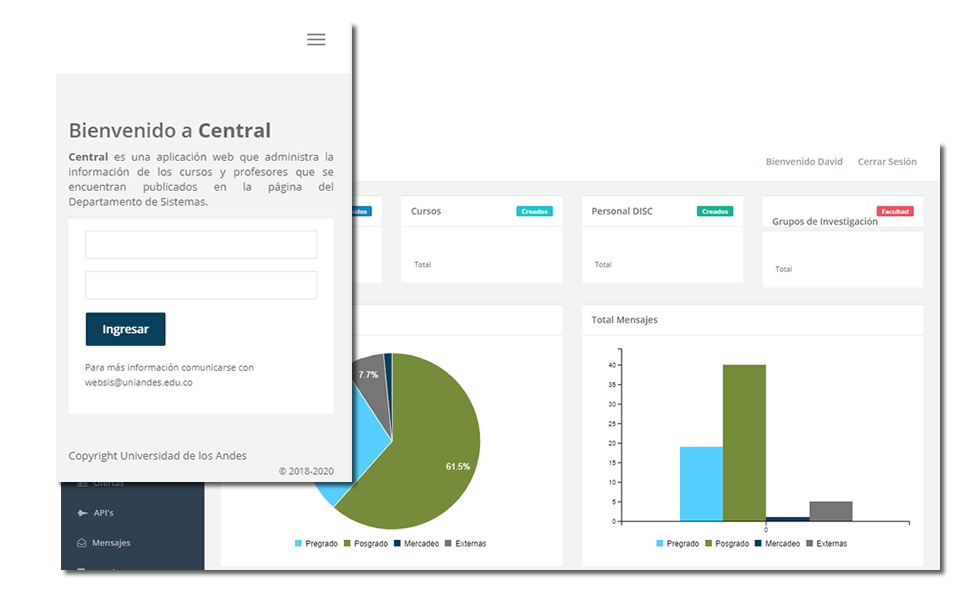 Bienvenido a Central
Central es una aplicación web que administra la
información de los cursos y profesores que se
encuentran publicados en la página del
Departamento de Sistemas.
Ingresar
Para más información comunicarse con
websis@uniandes.edu.co
Copyright Universidad de los Andes
© 2018-2020
Bienvenido David Cerrar Sesión
Cursos Creados
Total
Personal DISC Creados
Total
Facultad
Grupos de Investigación
Total
7.7%
61.5%
Pregrado Posgrado Mercadeo Externas
Total Mensajes
40
35
30
25
20
15
10
5
0
0
Pregrado Posgrado Mercadeo Externas
Ofertas
API's
Mensajes